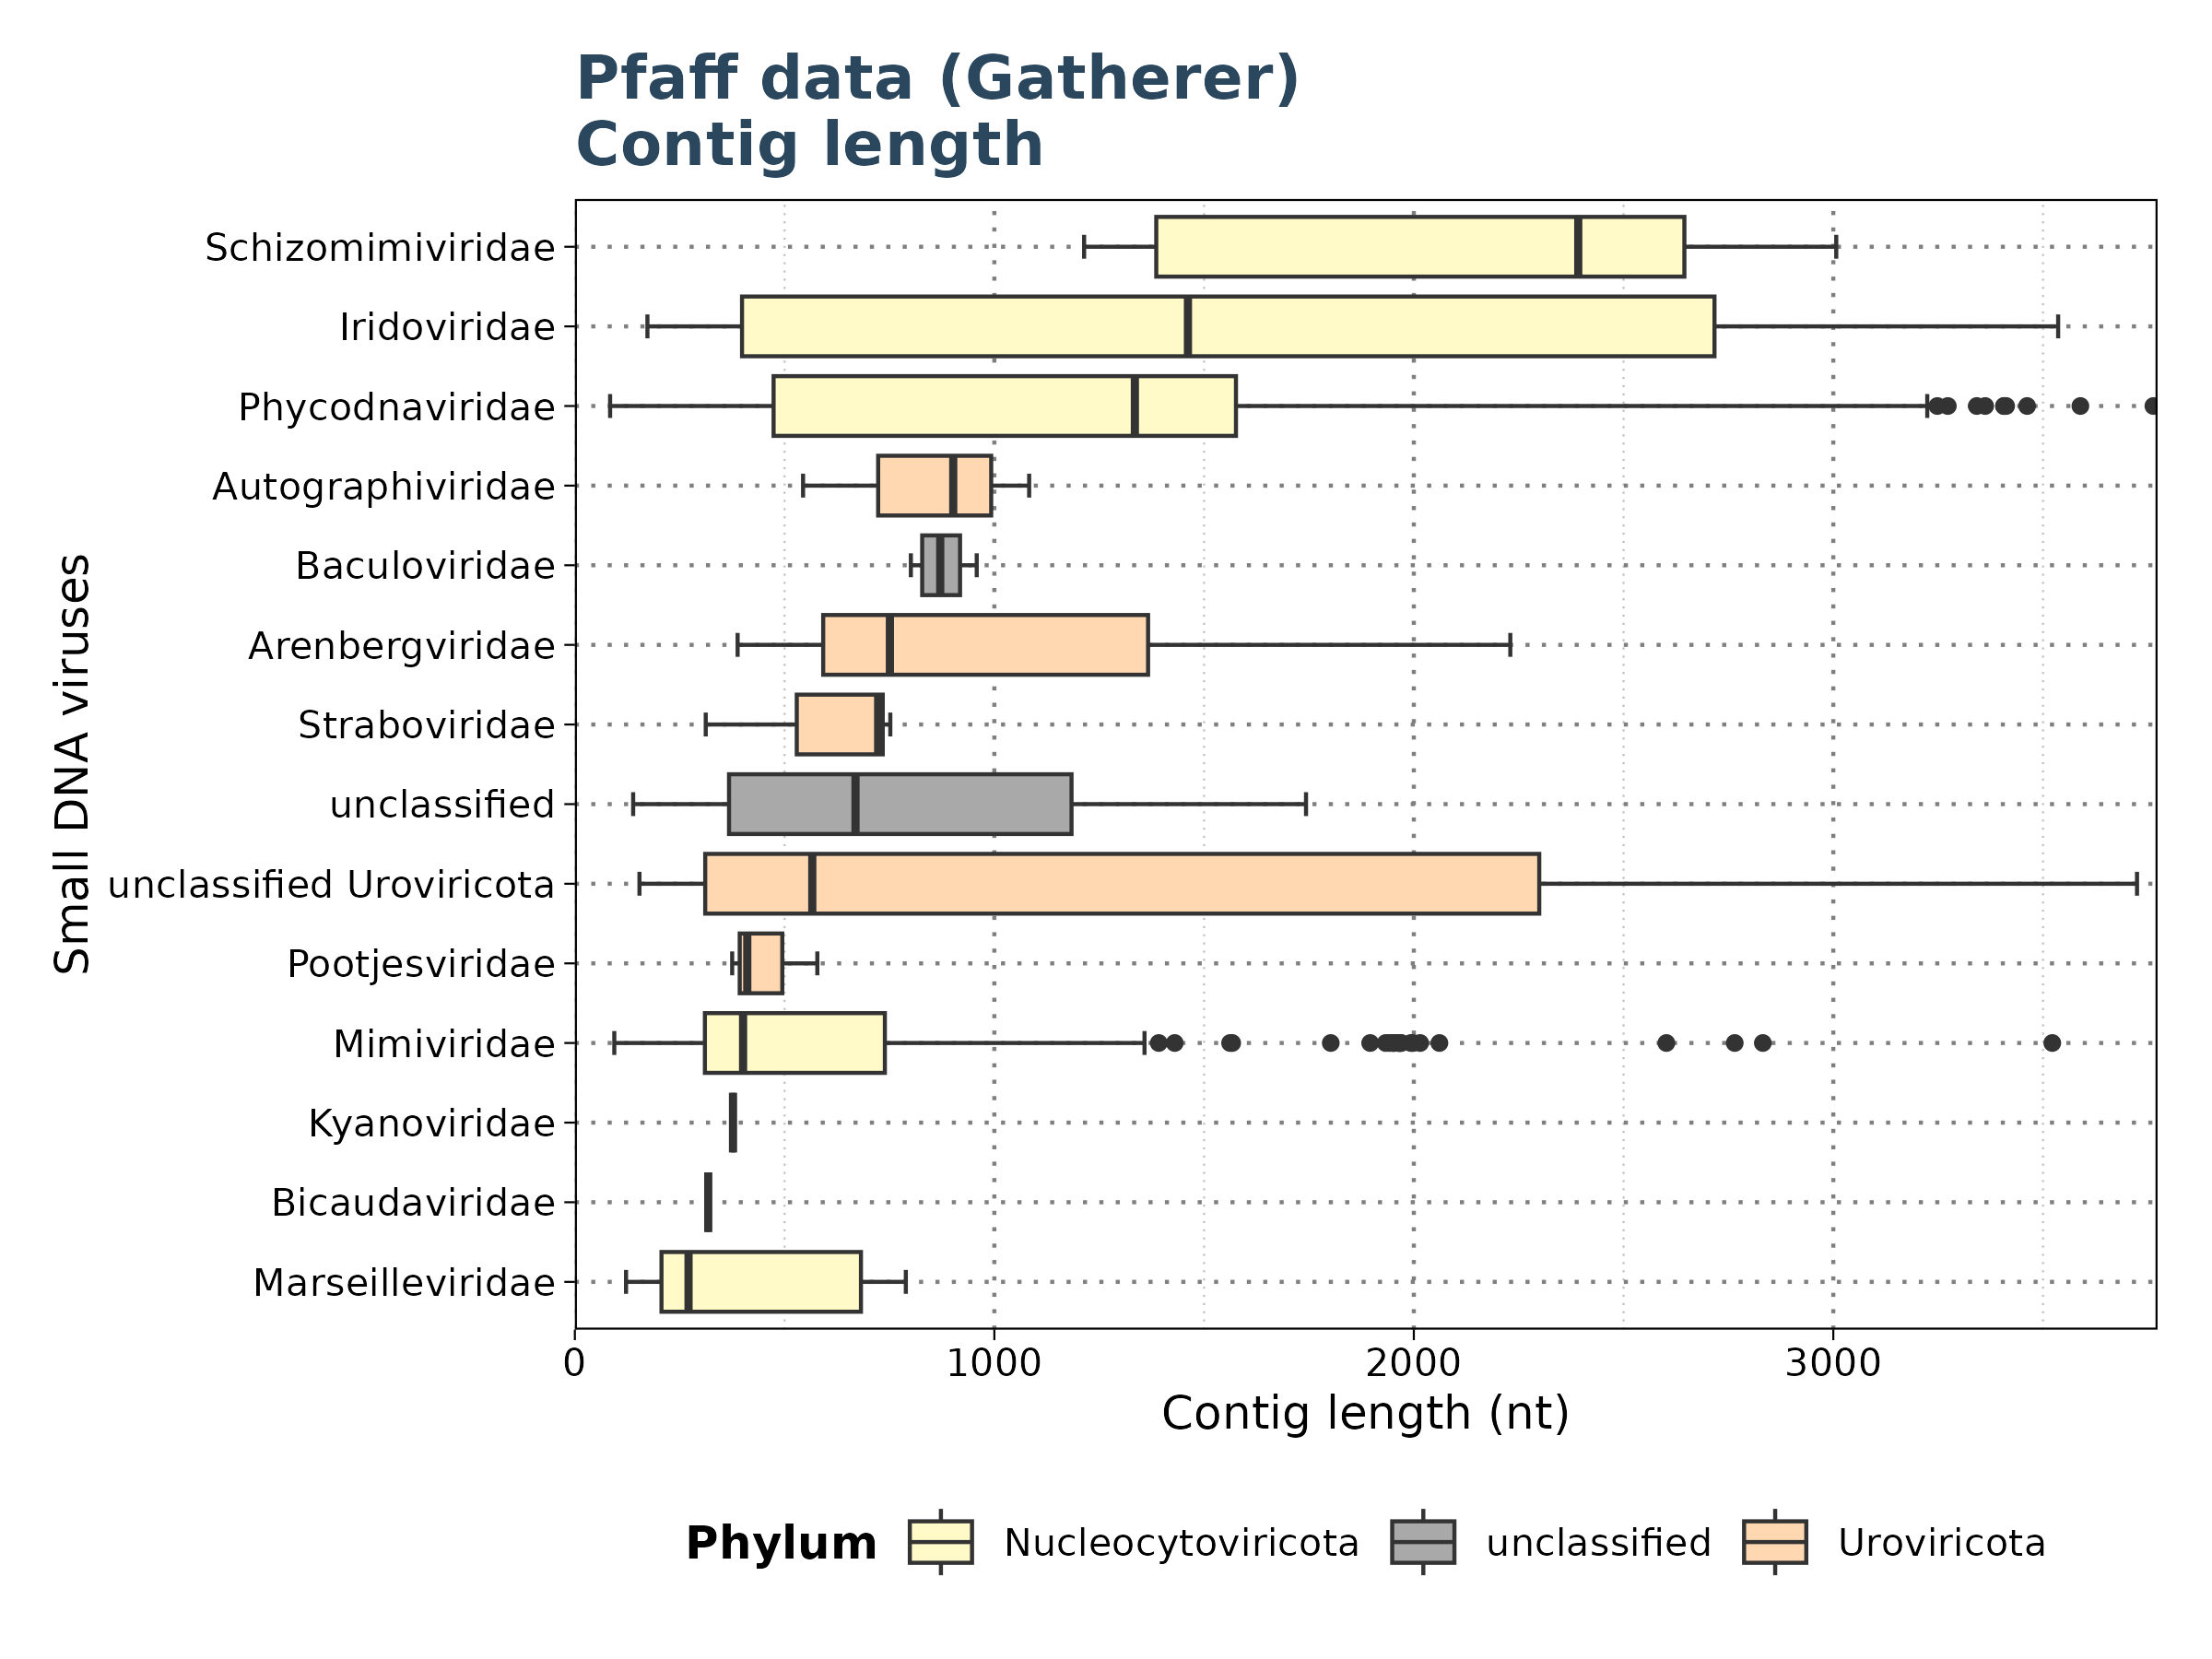 Pfaff data (Gatherer)
Contig length
Small DNA viruses
Schizomimiviridae
Iridoviridae
Phycodnaviridae
Autographiviridae
Baculoviridae
Arenbergviridae
Straboviridae
unclassified
unclassified Uroviricota
Pootjesviridae
Mimiviridae
Kyanoviridae
Bicaudaviridae
Marseilleviridae
0 1000 2000 3000
Contig length (nt)
Phylum Nucleocytoviricota unclassified Uroviricota